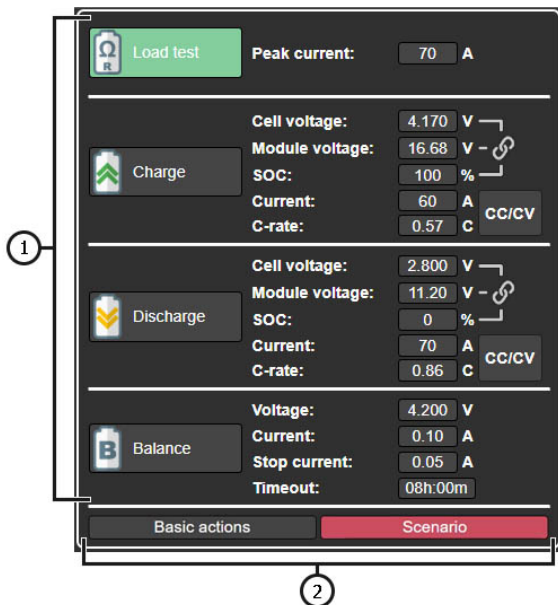 Ω
R
Load test Peak current: 70 A
Cell voltage: 4.170 V
Module voltage: 16.68 V
Charge SOC: 100 %
Current: 60 A
C-rate: 0.57 C CC/CV
1
Cell voltage: 2.800 V
Module voltage: 11.20 V
Discharge SOC: 0 %
Current: 70 A
C-rate: 0.86 C CC/CV
Voltage: 4.200 V
B Balance Current: 0.10 A
Stop current: 0.05 A
Timeout: 08h:00m
Basic actions Scenario
2